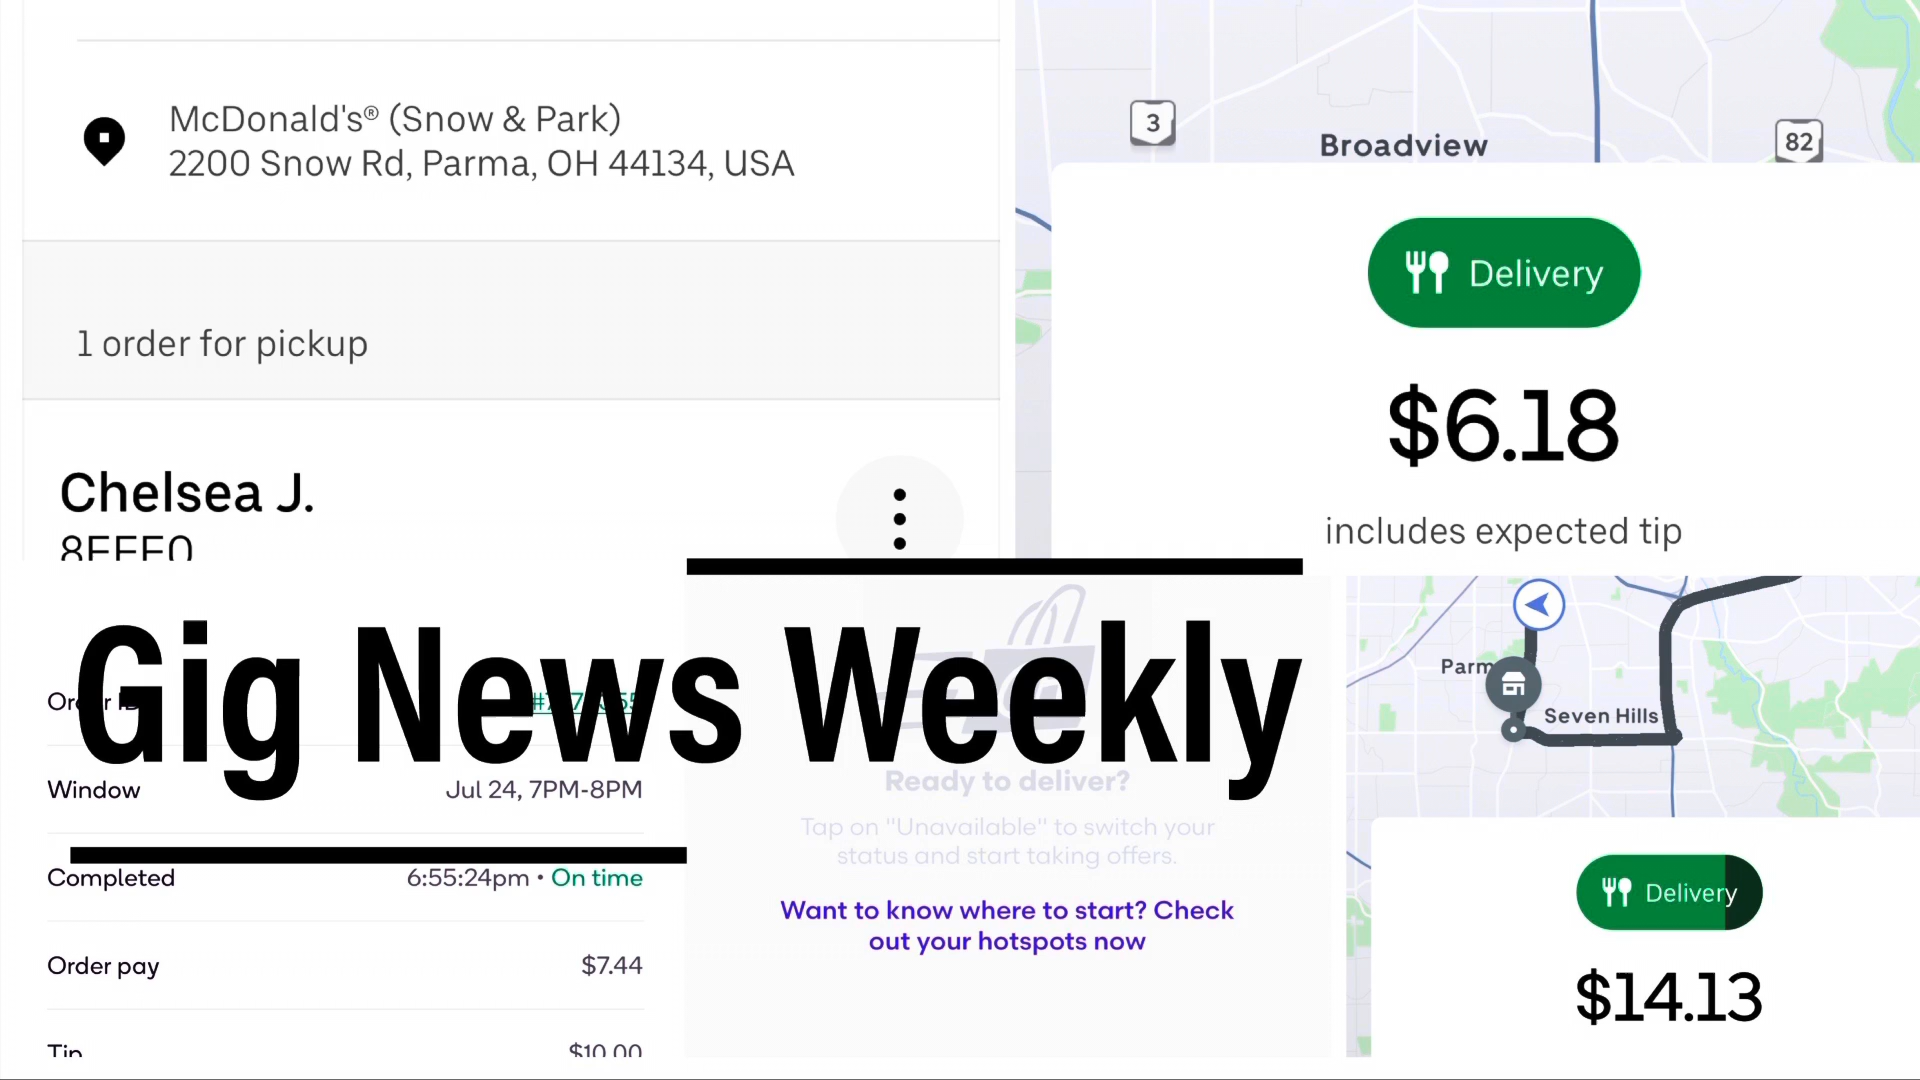 McDonald's® (Snow & Park)
2200 Snow Rd, Parma, OH 44134, USA
1 order for pickup
Chelsea J.
3
Broadview
82
Delivery
$6.18
includes expected tip
Gig News Weekly
Window
Jul 24, 7PM-8PM
Completed
6:55:24pm • On time
Order pay
$7.44
Tip
$10.00
Ready to deliver?
Tap on "Unavailable" to switch your
status and start taking offers.
Want to know where to start? Check
out your hotspots now
Seven Hills
Delivery
$14.13